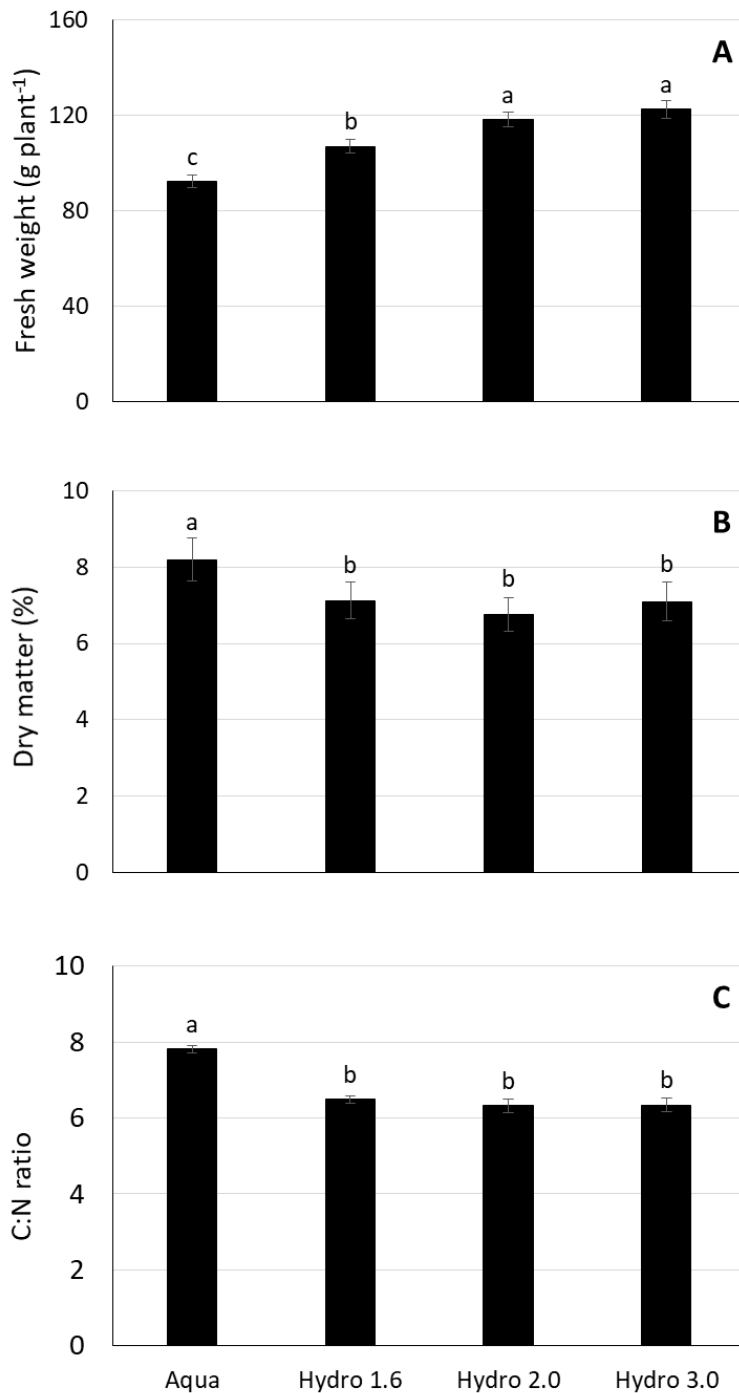 160
120
80
40
0
Fresh weight (g plant⁻¹)
A
c
b
a
a
10
8
6
4
2
0
Dry matter (%)
B
a
b
b
b
10
8
6
4
2
0
C:N ratio
C
a
b
b
b
Aqua Hydro 1.6 Hydro 2.0 Hydro 3.0